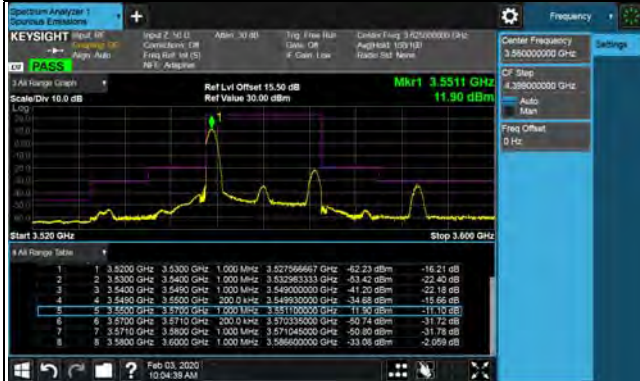 Spectrum Analyzer 1
Spurious Emissions
Frequency
KEYSIGHT Input: RF
Coupling: DC
Align: Auto
Input Z: 50 Ω
Corrections: Off
Freq Ref: Int (S)
NFE: Adaptive
Atten: 30 dB
Trig: Free Run
Gate: Off
IF Gain: Low
Center Freq: 3.625000000 GHz
Avg|Hold: 100/100
Radio Std: None
PASS
Center Frequency
3.560000000 GHz
Settings
CF Step
4.398000000 GHz
Auto
Man
Freq Offset
0 Hz
3 All Range Graph
Scale/Div 10.0 dB
Ref Lvl Offset 15.50 dB
Ref Value 30.00 dBm
Mkr1 3.5511 GHz
11.90 dBm
Log
1
Start 3.520 GHz
Stop 3.600 GHz
All Range Table
1 1 3.5200 GHz 3.5300 GHz 1.000 MHz 3.527566667 GHz -62.23 dBm -16.21 dB
2 2 3.5300 GHz 3.5400 GHz 1.000 MHz 3.532983333 GHz -53.42 dBm -22.40 dB
3 3 3.5400 GHz 3.5490 GHz 1.000 MHz 3.549000000 GHz -41.20 dBm -22.18 dB
4 4 3.5490 GHz 3.5500 GHz 200.0 kHz 3.549930000 GHz -34.68 dBm -15.66 dB
5 5 3.5500 GHz 3.5700 GHz 1.000 MHz 3.551100000 GHz 11.90 dBm -11.10 dB
6 6 3.5700 GHz 3.5710 GHz 200.0 kHz 3.570335000 GHz -50.74 dBm -31.72 dB
7 7 3.5710 GHz 3.5800 GHz 1.000 MHz 3.571045000 GHz -50.80 dBm -31.78 dB
8 8 3.5800 GHz 3.6000 GHz 1.000 MHz 3.586600000 GHz -33.06 dBm -2.059 dB
Feb 03, 2020
10:04:39 AM